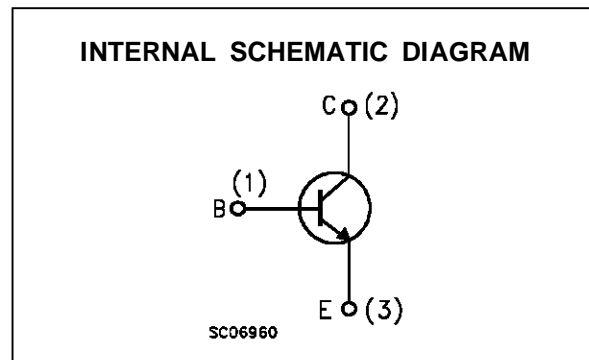 INTERNAL SCHEMATIC DIAGRAM
C (2)
(1)
B
E (3)
SC06960